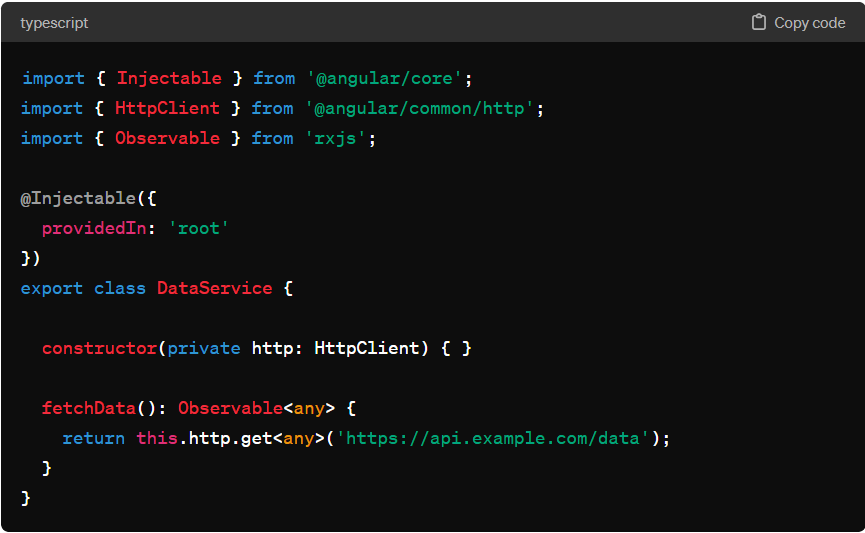 typescript
Copy code
import { Injectable } from '@angular/core';
import { HttpClient } from '@angular/common/http';
import { Observable } from 'rxjs';
@Injectable({
  providedIn: 'root'
})
export class DataService {
  constructor(private http: HttpClient) { }
  fetchData(): Observable<any> {
    return this.http.get<any>('https://api.example.com/data');
  }
}